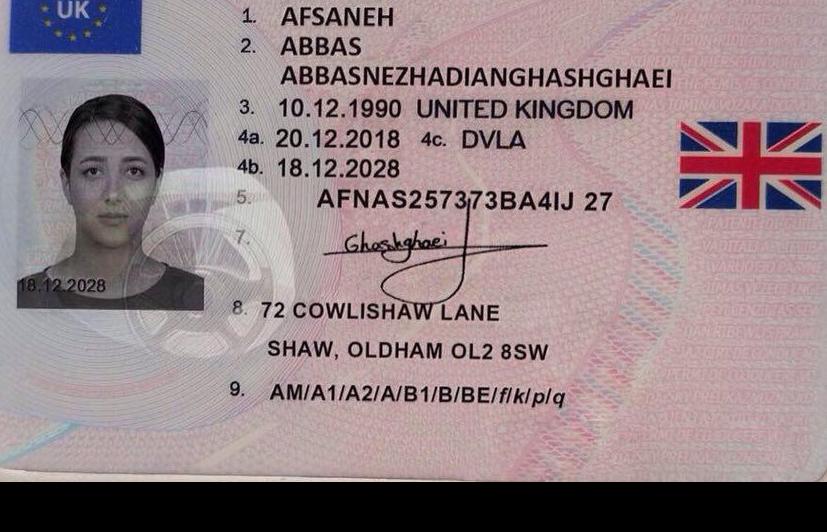 UK
1. AFSANEH
2. ABBAS
ABBASNEZHADIANGHASHGHAEI
3. 10.12.1990 UNITED KINGDOM
4a. 20.12.2018 4c. DVLA
4b. 18.12.2028
5. AFNAS257373BA4IJ 27
7. Ghashghaei
18.12.2028
8. 72 COWLISHAW LANE
SHAW, OLDHAM OL2 8SW
9. AM/A1/A2/A/B1/B/BE/f/k/p/q